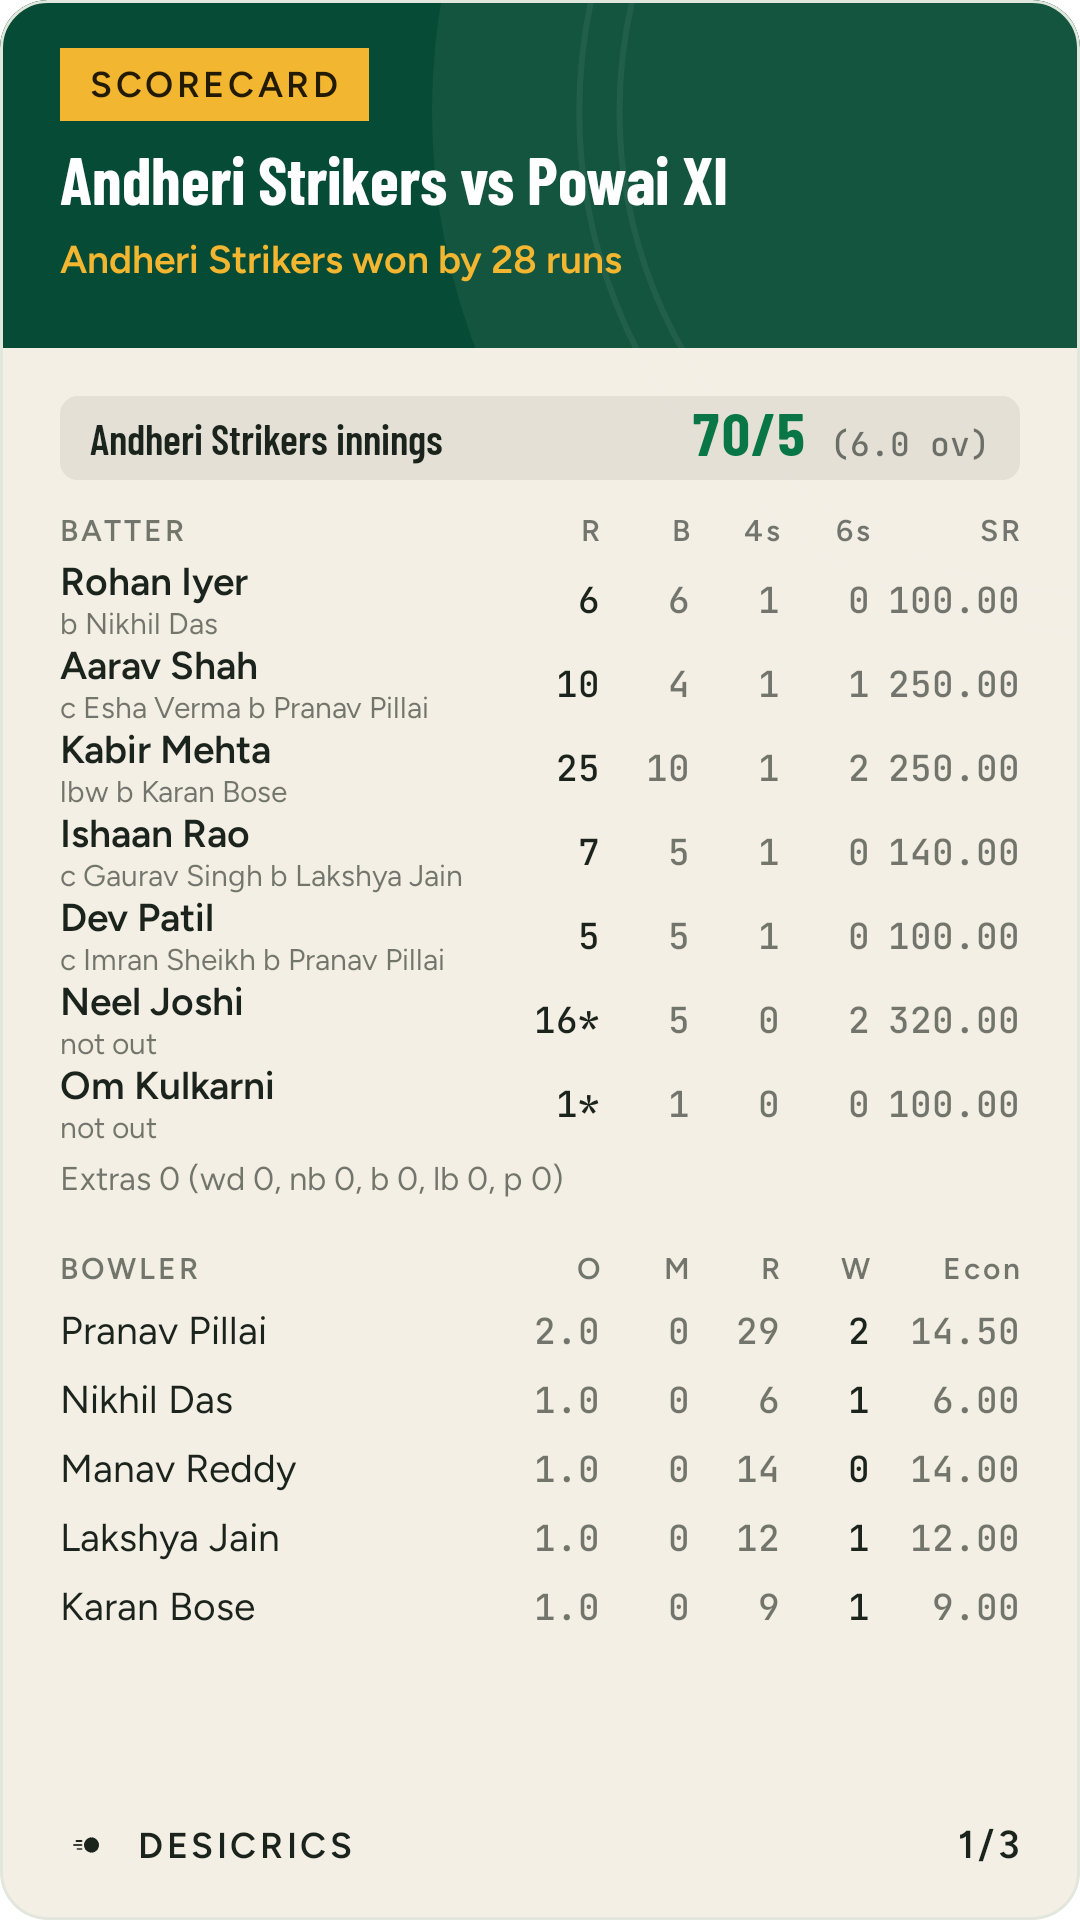 SCORECARD
Andheri Strikers vs Powai XI
Andheri Strikers won by 28 runs
Andheri Strikers innings 70/5 (6.0 ov)
BATTER R B 4s 6s SR
Rohan Iyer 6 6 1 0 100.00
b Nikhil Das
Aarav Shah 10 4 1 1 250.00
c Esha Verma b Pranav Pillai
Kabir Mehta 25 10 1 2 250.00
lbw b Karan Bose
Ishaan Rao 7 5 1 0 140.00
c Gaurav Singh b Lakshya Jain
Dev Patil 5 5 1 0 100.00
c Imran Sheikh b Pranav Pillai
Neel Joshi 16* 5 0 2 320.00
not out
Om Kulkarni 1* 1 0 0 100.00
not out
Extras 0 (wd 0, nb 0, b 0, lb 0, p 0)
BOWLER O M R W Econ
Pranav Pillai 2.0 0 29 2 14.50
Nikhil Das 1.0 0 6 1 6.00
Manav Reddy 1.0 0 14 0 14.00
Lakshya Jain 1.0 0 12 1 12.00
Karan Bose 1.0 0 9 1 9.00
DESICRICS 1/3